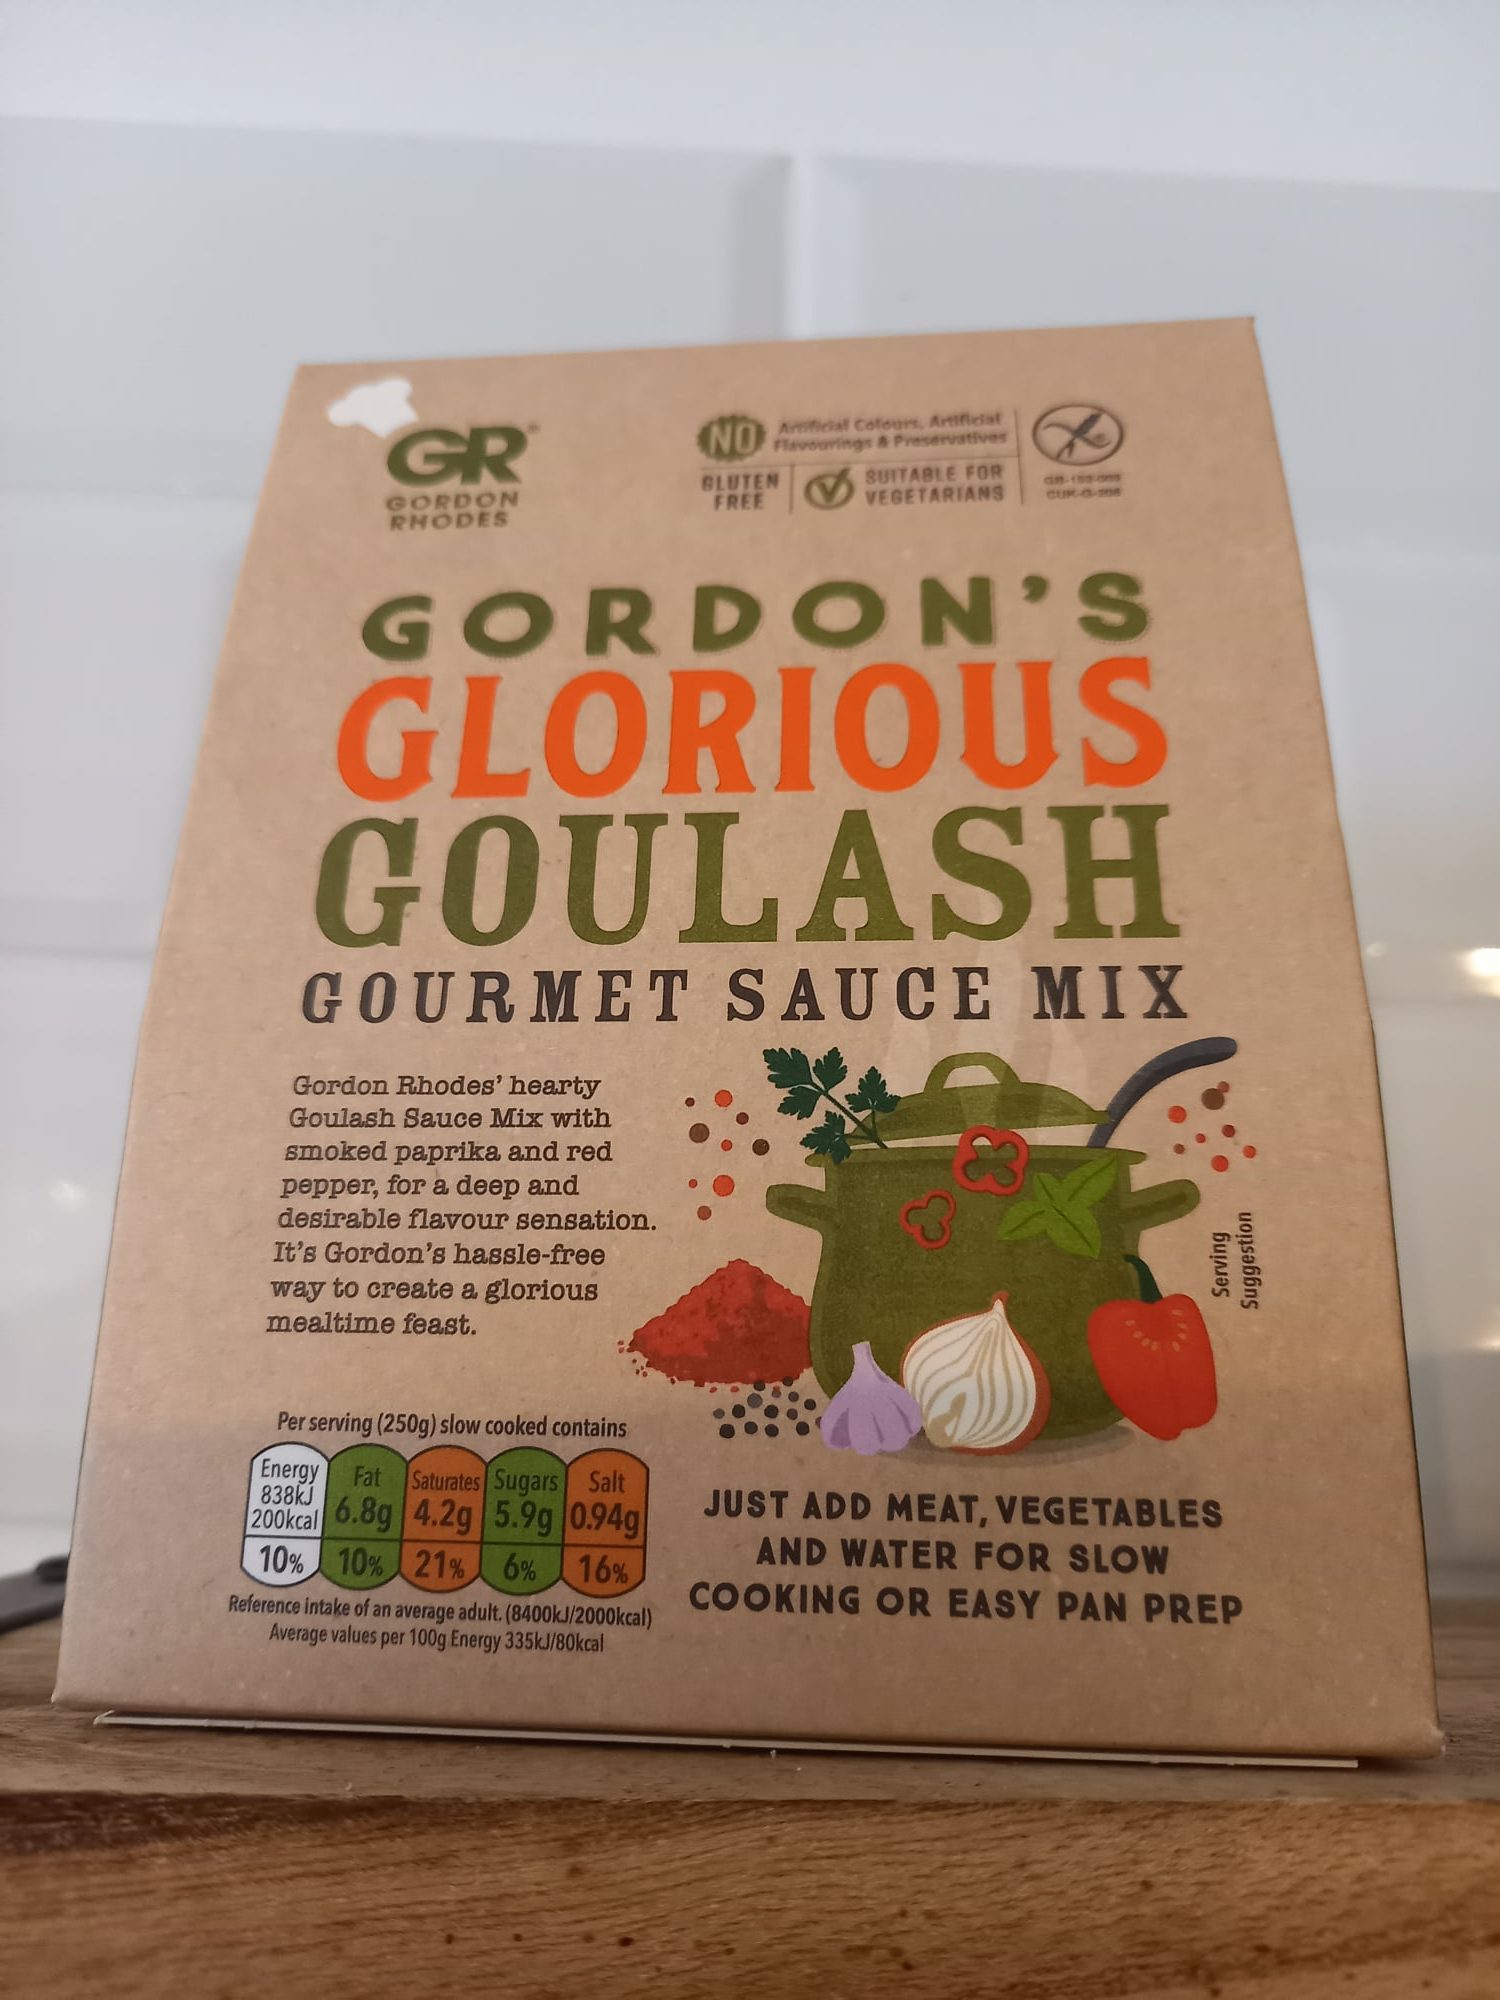 GR®
GORDON
RHODES
NO
Artificial Colours, Artificial
Flavourings & Preservatives
GLUTEN
FREE
SUITABLE FOR
VEGETARIANS
GORDON'S
GLORIOUS
GOULASH
GOURMET SAUCE MIX
Gordon Rhodes' hearty
Goulash Sauce Mix with
smoked paprika and red
pepper, for a deep and
desirable flavour sensation.
It's Gordon's hassle-free
way to create a glorious
mealtime feast.
Serving
Suggestion
Per serving (250g) slow cooked contains
Energy
838kJ
200kcal
10%
Fat
6.8g
10%
Saturates
4.2g
21%
Sugars
5.9g
6%
Salt
0.94g
16%
Reference intake of an average adult. (8400kJ/2000kcal)
Average values per 100g Energy 335kJ/80kcal
JUST ADD MEAT, VEGETABLES
AND WATER FOR SLOW
COOKING OR EASY PAN PREP